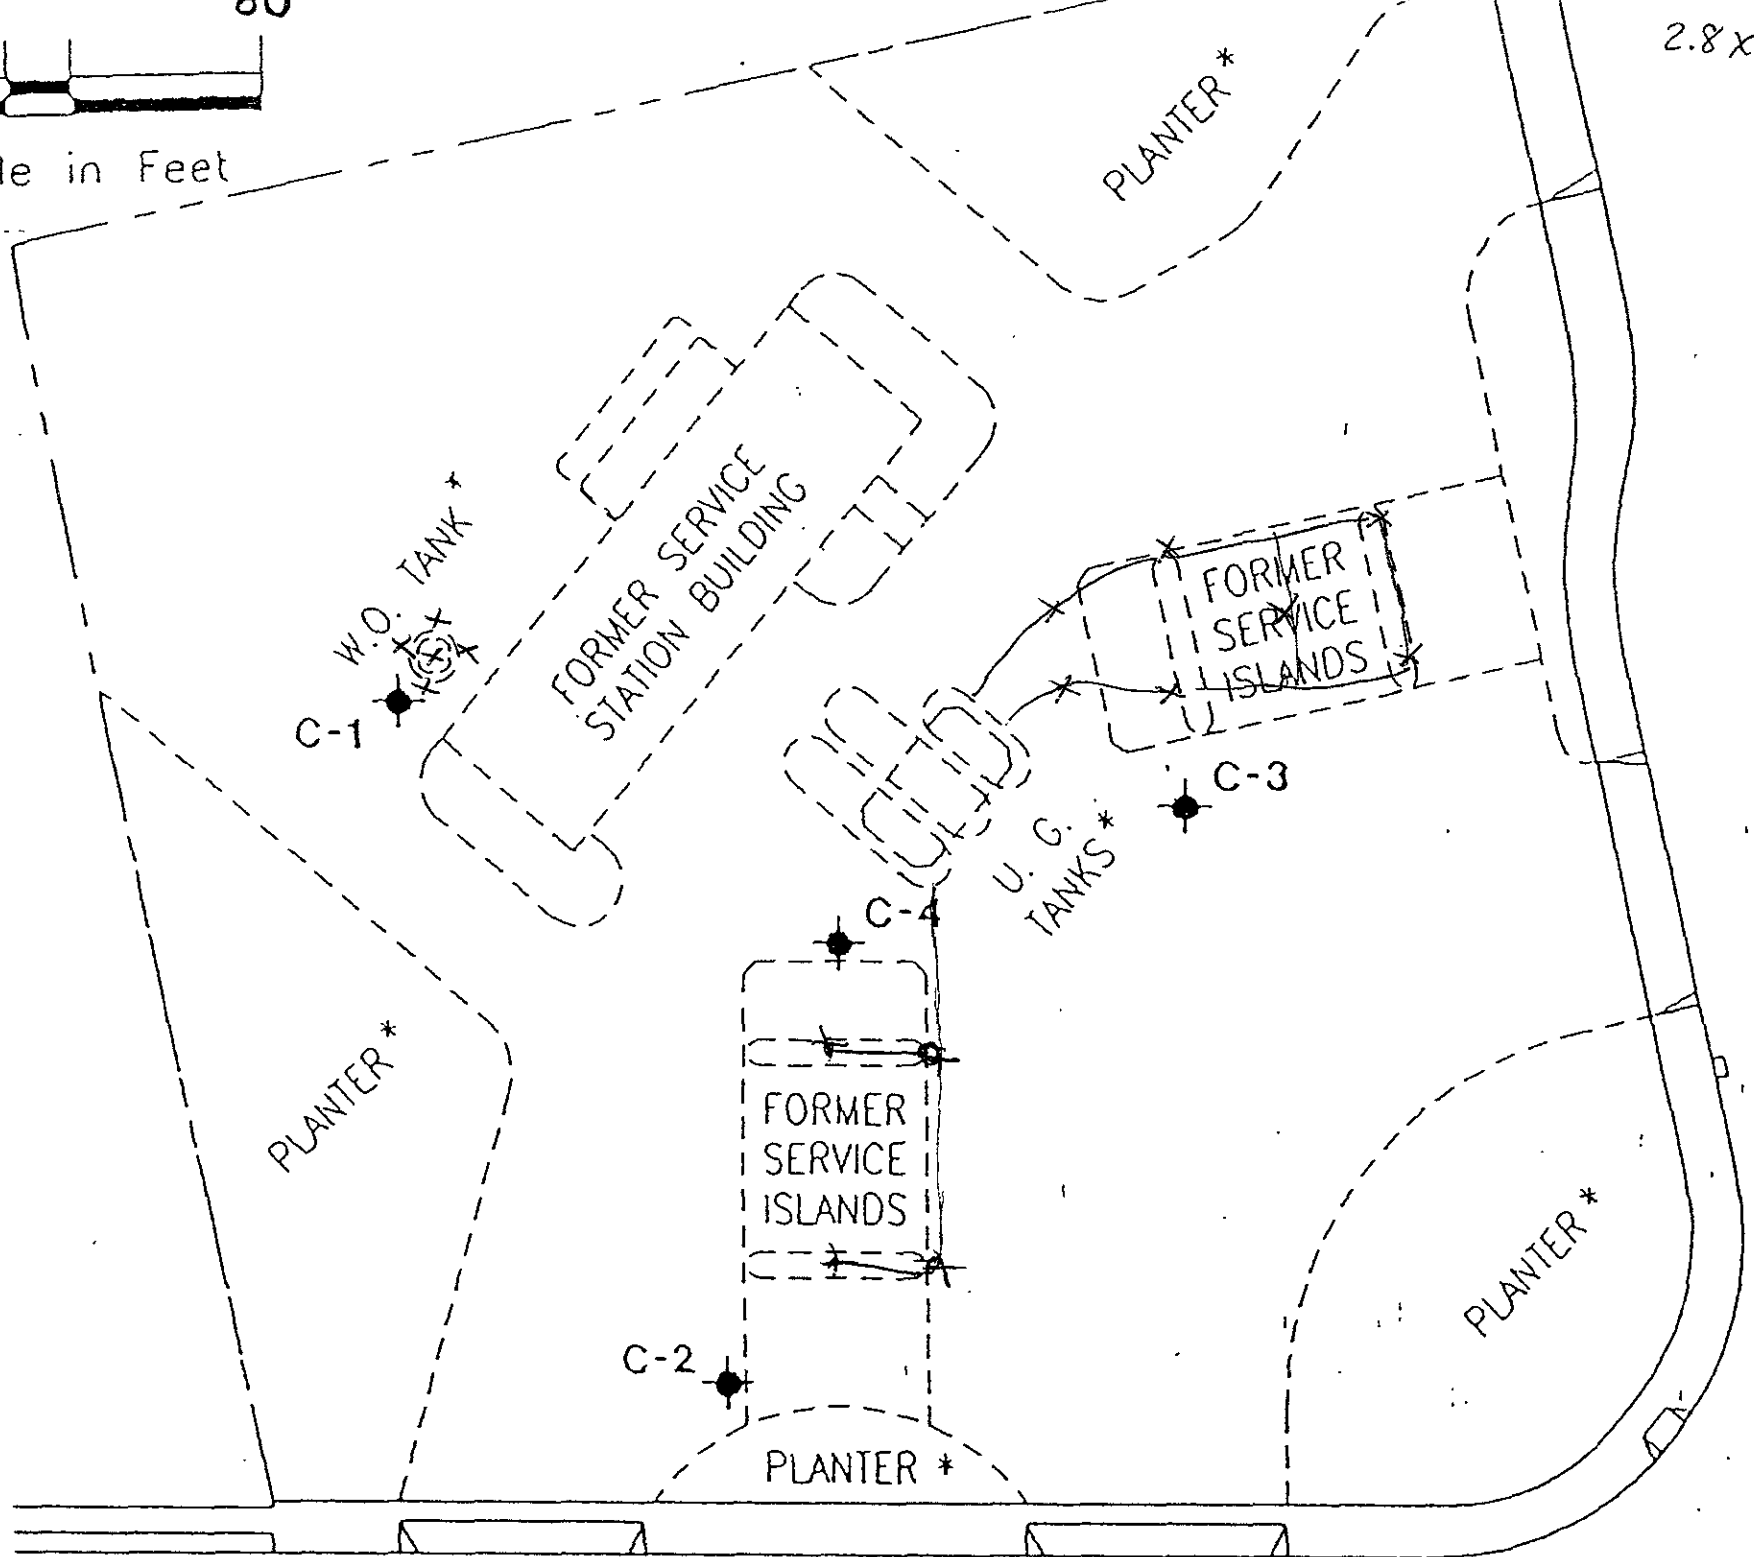 80
le in Feet
2.8 x
PLANTER *
W.O. TANK *
FORMER SERVICE
STATION BUILDING
FORMER
SERVICE
ISLANDS
C-1
C-3
U. G.
TANKS *
C-4
PLANTER *
FORMER
SERVICE
ISLANDS
PLANTER *
C-2
PLANTER *